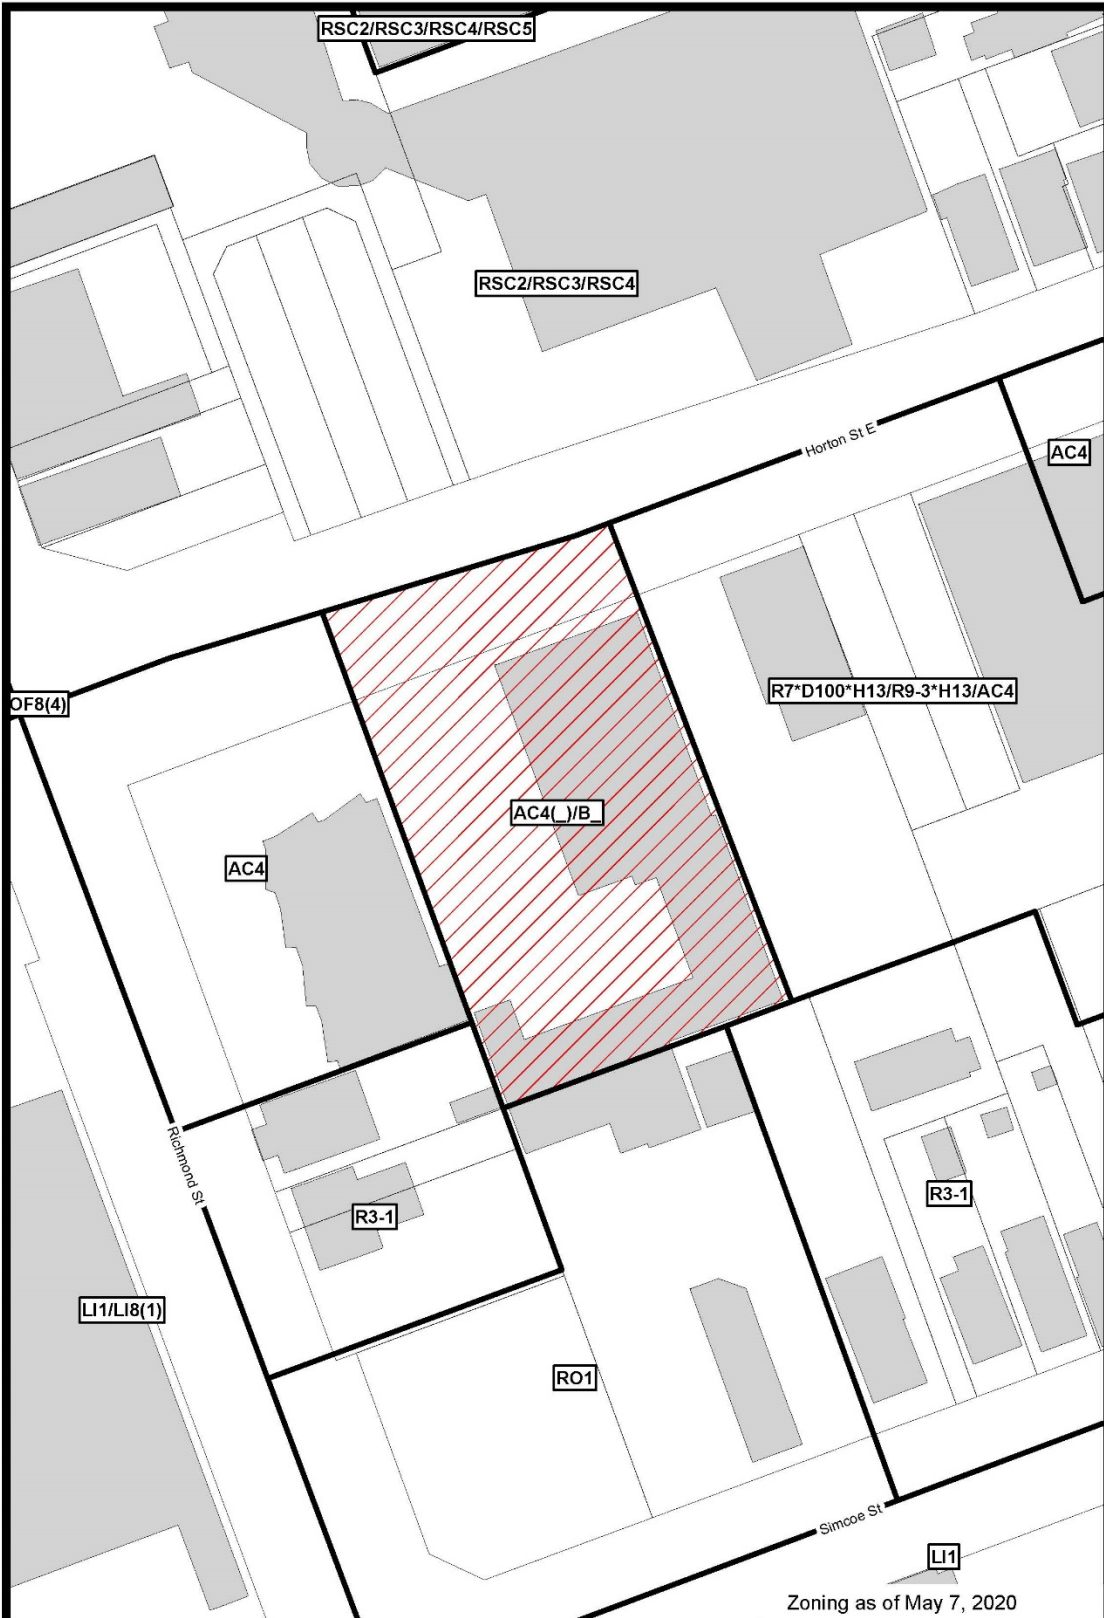 RSC2/RSC3/RSC4/RSC5
RSC2/RSC3/RSC4
Horton St E
AC4
R7*D100*H13/R9-3*H13/AC4
OF8(4)
AC4(_)/B_
AC4
Richmond St
R3-1
R3-1
LI1/LI8(1)
RO1
Simcoe St
LI1
Zoning as of May 7, 2020